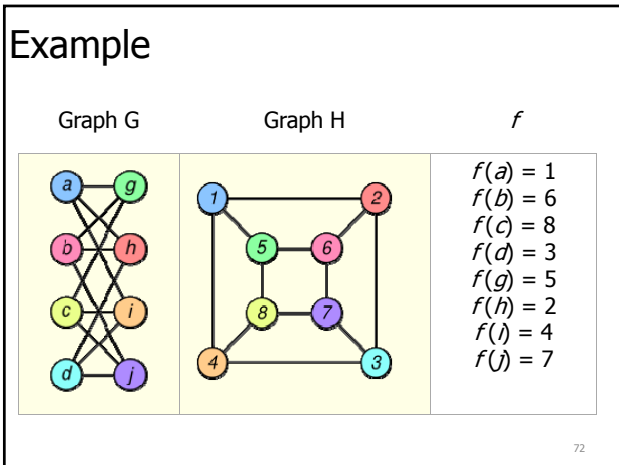 Example
Graph G
Graph H
f
a g
b h
c i
d j
1 2
5 6
8 7
4 3
f(a) = 1
f(b) = 6
f(c) = 8
f(d) = 3
f(g) = 5
f(h) = 2
f(i) = 4
f(j) = 7
72